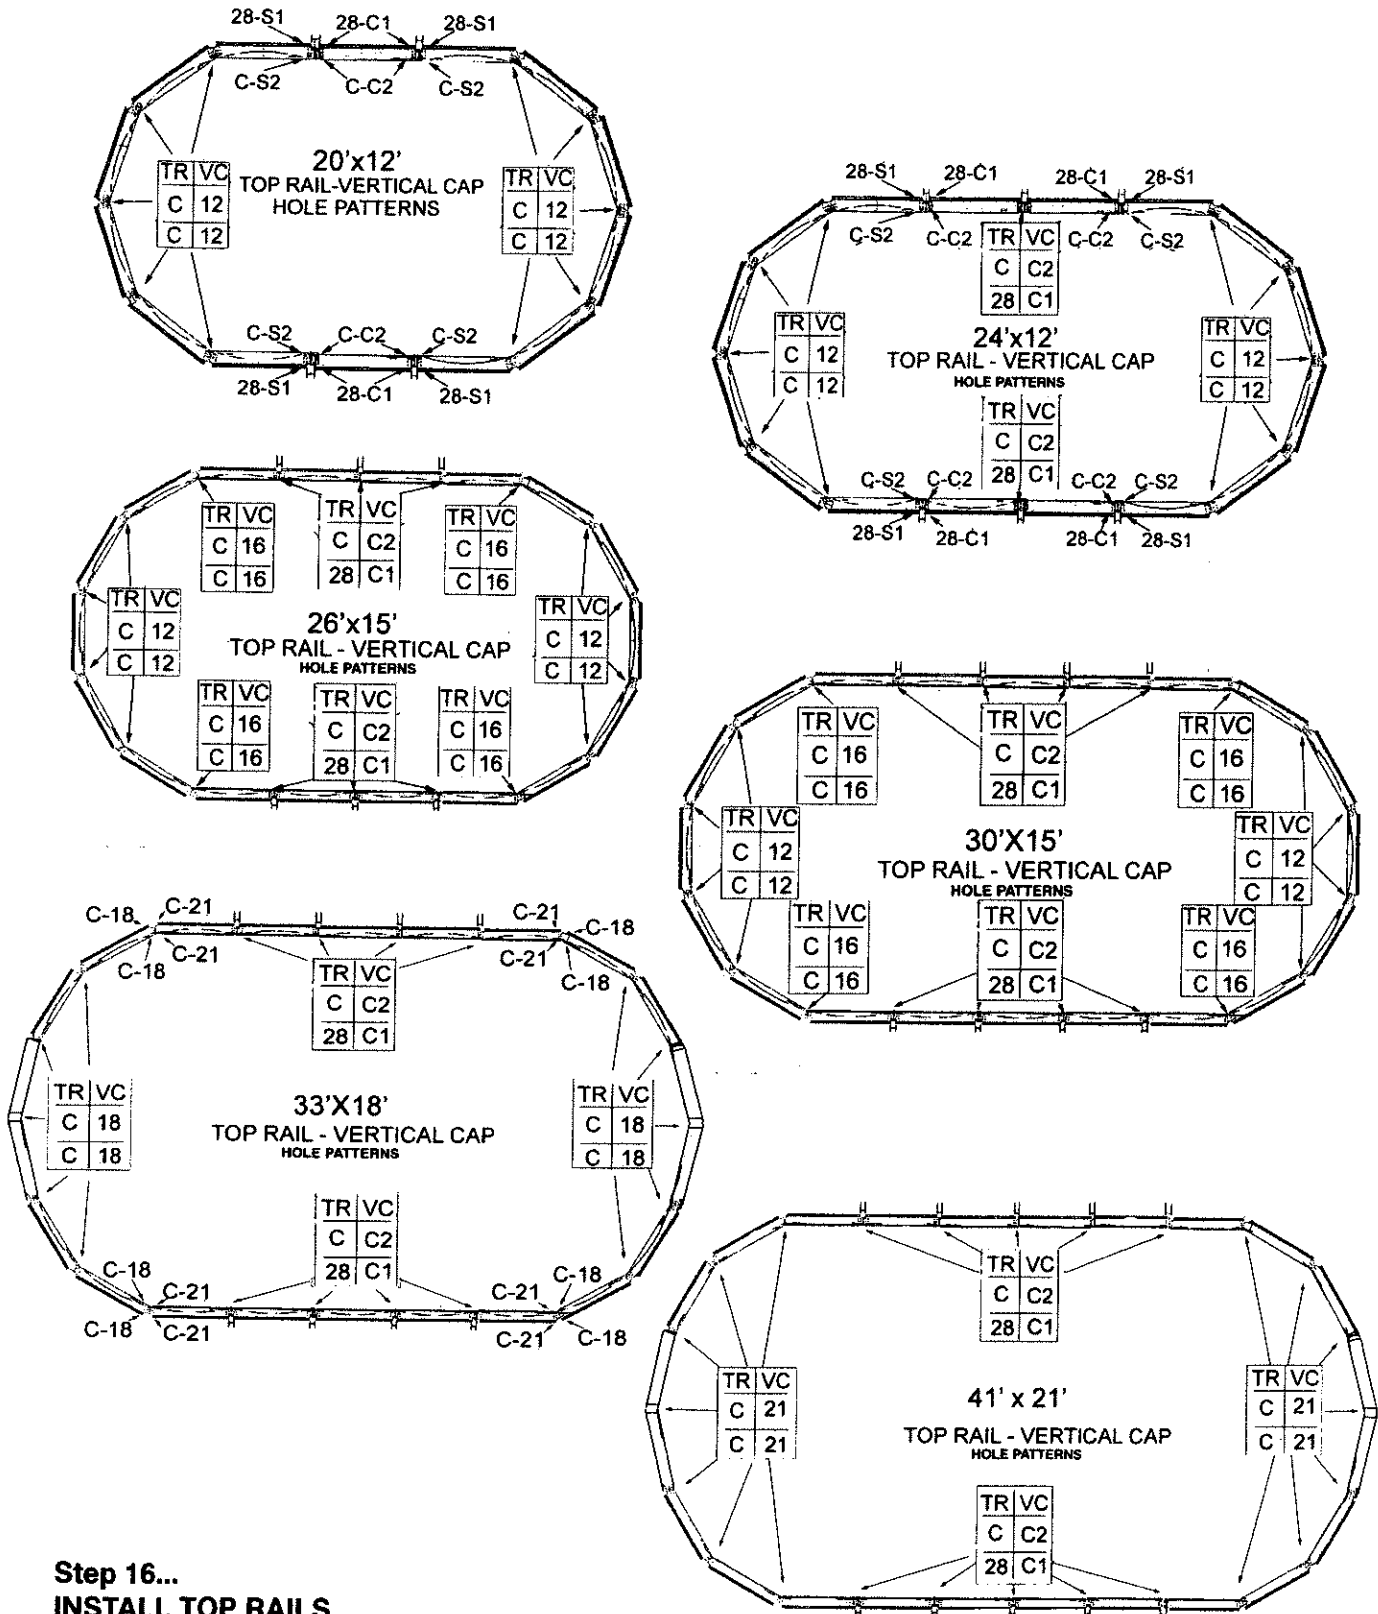 28-S1 28-C1 28-S1
C-S2 C-C2 C-S2
20'x12'
TOP RAIL-VERTICAL CAP
HOLE PATTERNS
TR VC
C 12
C 12
TR VC
C 12
C 12
C-S2 C-C2 C-S2
28-S1 28-C1 28-S1
28-S1 28-C1 28-C1 28-S1
C-S2 C-C2 C-C2 C-S2
TR VC
C C2
28 C1
TR VC
C 12
C 12
24'x12'
TOP RAIL - VERTICAL CAP
HOLE PATTERNS
TR VC
C 12
C 12
TR VC
C C2
28 C1
C-S2 C-C2 C-C2 C-S2
28-S1 28-C1 28-C1 28-S1
TR VC
C 16
C 16
TR VC
C C2
28 C1
TR VC
C 16
C 16
TR VC
C 12
C 12
26'x15'
TOP RAIL - VERTICAL CAP
HOLE PATTERNS
TR VC
C 12
C 12
TR VC
C 16
C 16
TR VC
C C2
28 C1
TR VC
C 16
C 16
TR VC
C 16
C 16
TR VC
C C2
28 C1
TR VC
C 16
C 16
TR VC
C 12
C 12
30'X15'
TOP RAIL - VERTICAL CAP
HOLE PATTERNS
TR VC
C 12
C 12
TR VC
C 16
C 16
TR VC
C C2
28 C1
TR VC
C 16
C 16
C-18 C-21 C-21 C-18
C-18 C-21 C-21 C-18
TR VC
C C2
28 C1
TR VC
C 18
C 18
33'X18'
TOP RAIL - VERTICAL CAP
HOLE PATTERNS
TR VC
C 18
C 18
TR VC
C C2
28 C1
C-18 C-21 C-21 C-18
C-18 C-21 C-21 C-18
TR VC
C C2
28 C1
TR VC
C 21
C 21
41' x 21'
TOP RAIL - VERTICAL CAP
HOLE PATTERNS
TR VC
C 21
C 21
TR VC
C C2
28 C1
Step 16...
INSTALL TOP RAILS